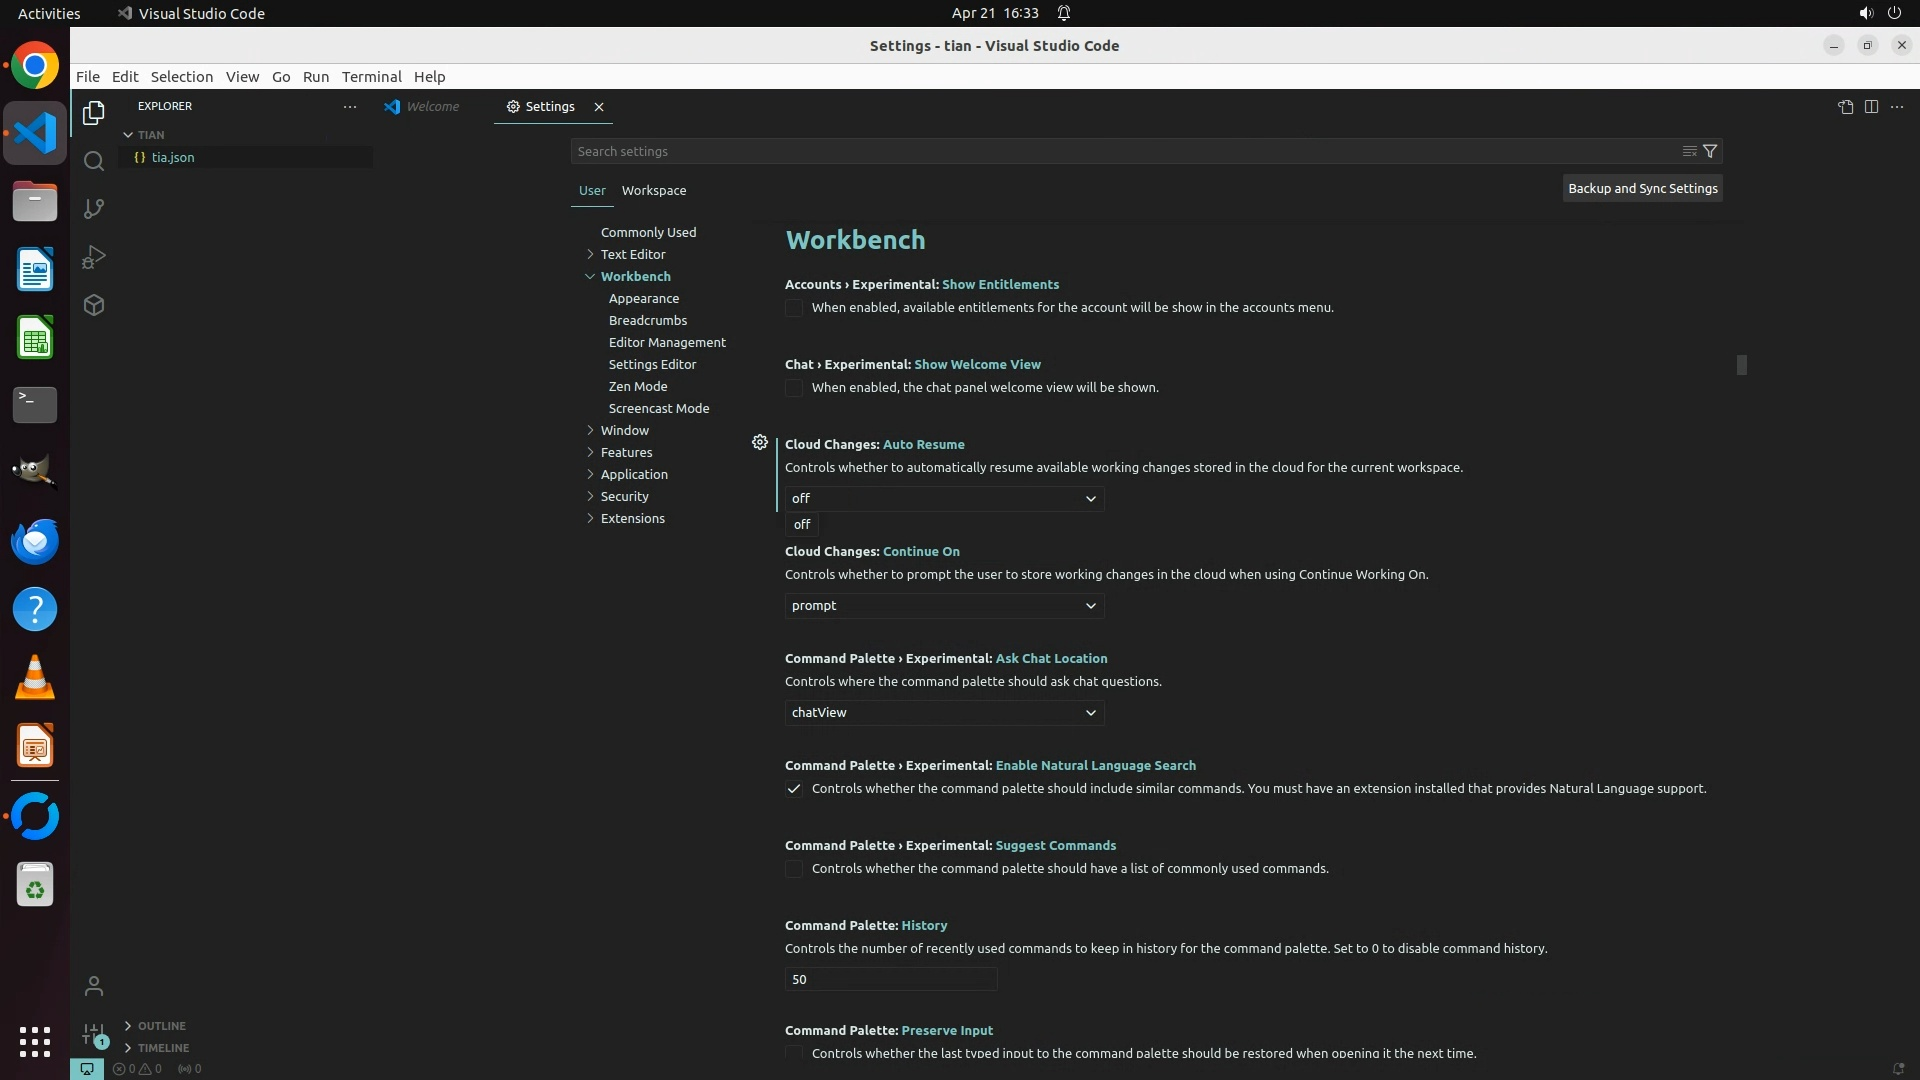 Activities
Visual Studio Code
Apr 21 16:33
Settings - tian - Visual Studio Code
File Edit Selection View Go Run Terminal Help
EXPLORER
Welcome
Settings
TIAN
{} tia.json
Search settings
User
Workspace
Backup and Sync Settings
Commonly Used
Text Editor
Workbench
Appearance
Breadcrumbs
Editor Management
Settings Editor
Zen Mode
Screencast Mode
Window
Features
Application
Security
Extensions
Workbench
Accounts › Experimental: Show Entitlements
When enabled, available entitlements for the account will be show in the accounts menu.
Chat › Experimental: Show Welcome View
When enabled, the chat panel welcome view will be shown.
Cloud Changes: Auto Resume
Controls whether to automatically resume available working changes stored in the cloud for the current workspace.
off
off
Cloud Changes: Continue On
Controls whether to prompt the user to store working changes in the cloud when using Continue Working On.
prompt
Command Palette › Experimental: Ask Chat Location
Controls where the command palette should ask chat questions.
chatView
Command Palette › Experimental: Enable Natural Language Search
Controls whether the command palette should include similar commands. You must have an extension installed that provides Natural Language support.
Command Palette › Experimental: Suggest Commands
Controls whether the command palette should have a list of commonly used commands.
Command Palette: History
Controls the number of recently used commands to keep in history for the command palette. Set to 0 to disable command history.
50
Command Palette: Preserve Input
Controls whether the last typed input to the command palette should be restored when opening it the next time.
1
OUTLINE
TIMELINE
0 0 0